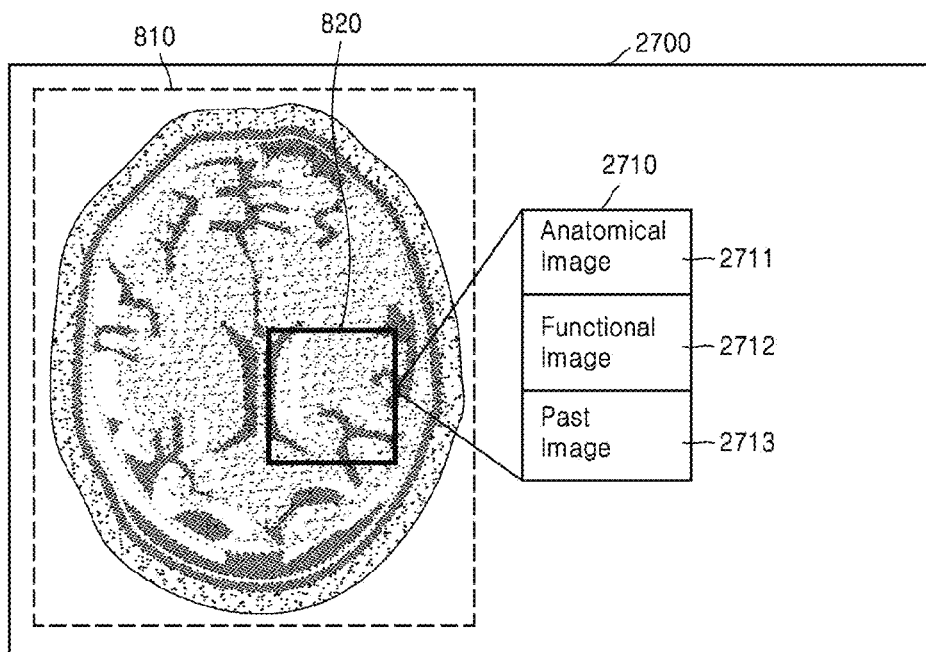 810
820
2700
2710
Anatomical
Image
2711
Functional
Image
2712
Past
Image
2713